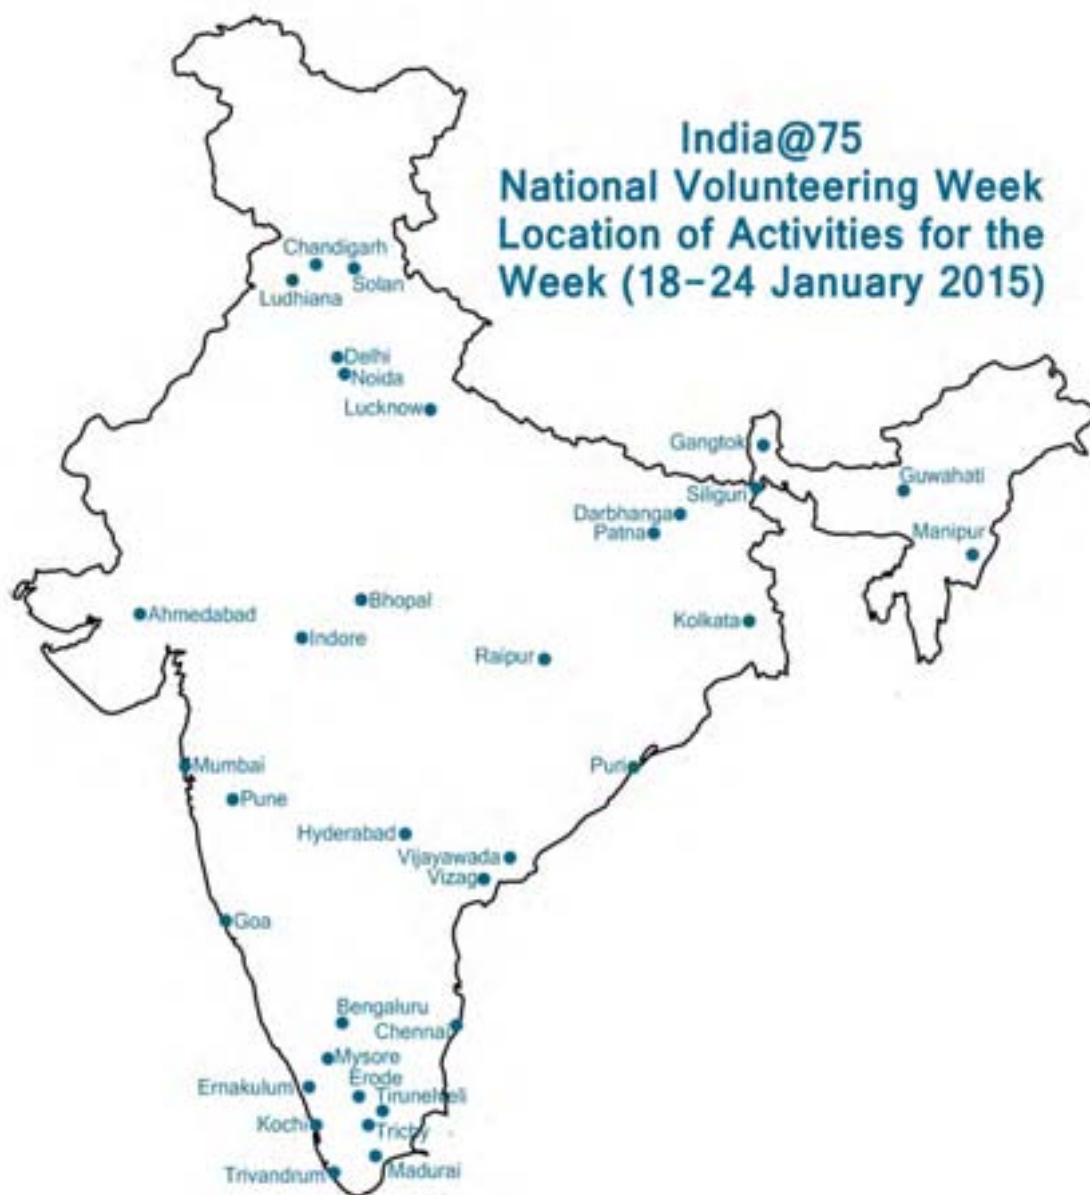 India@75
National Volunteering Week
Location of Activities for the
Week (18-24 January 2015)
Chandigarh
Ludhiana
Solan
Delhi
Noida
Lucknow
Gangtok
Siliguri
Guwahati
Darbhanga
Patna
Manipur
Ahmedabad
Bhopal
Kolkata
Indore
Raipur
Mumbai
Puri
Pune
Hyderabad
Vijayawada
Vizag
Goa
Bengaluru
Chennai
Mysore
Erode
Ernakulum
Tirunelveli
Kochi
Trichy
Trivandrum
Madurai